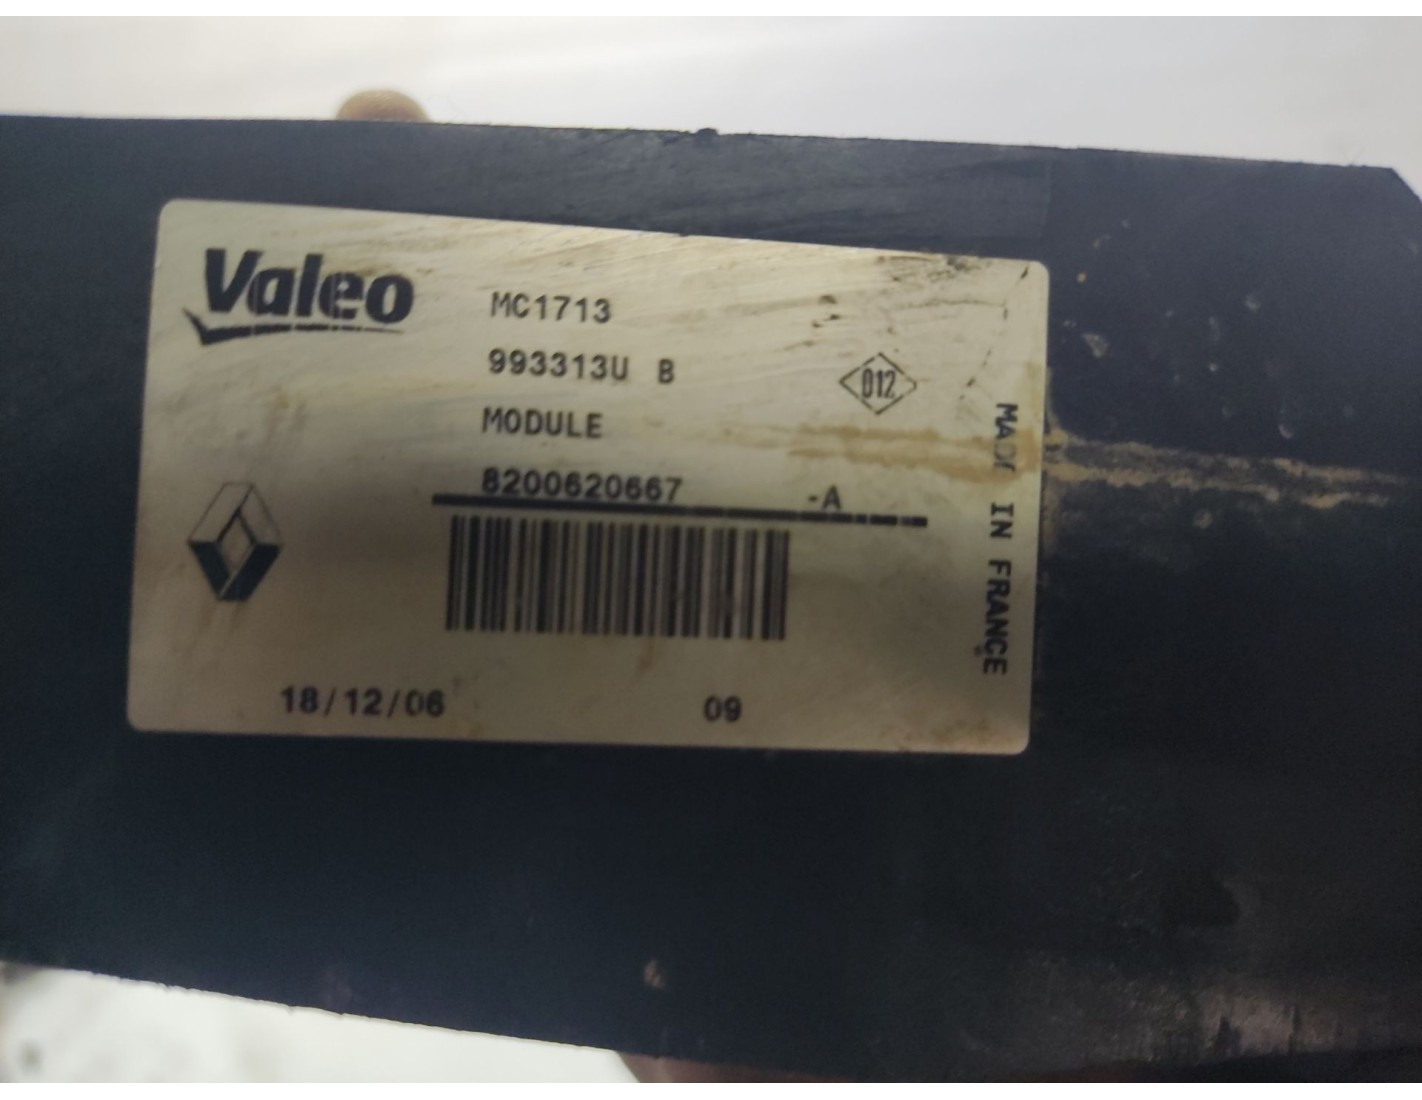 Valeo
MC1713
993313U B
012
MODULE
8200620667 -A
MADE IN FRANCE
18/12/06 09